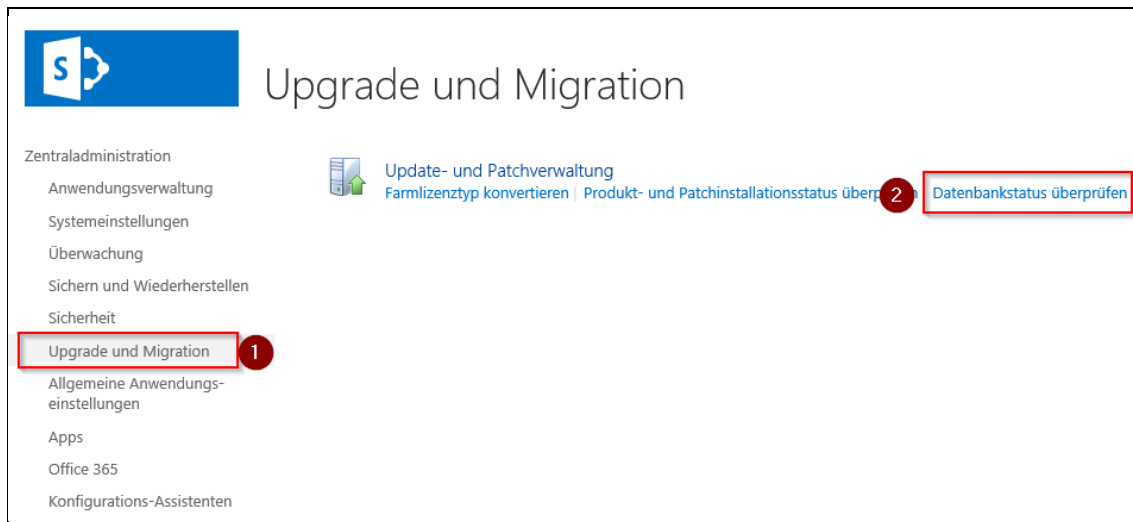 S
Upgrade und Migration
Zentraladministration
Anwendungsverwaltung
Systemeinstellungen
Überwachung
Sichern und Wiederherstellen
Sicherheit
Upgrade und Migration 1
Allgemeine Anwendungs-
einstellungen
Apps
Office 365
Konfigurations-Assistenten
Update- und Patchverwaltung
Farmlizenztyp konvertieren | Produkt- und Patchinstallationsstatus 2 Datenbankstatus überprüfen